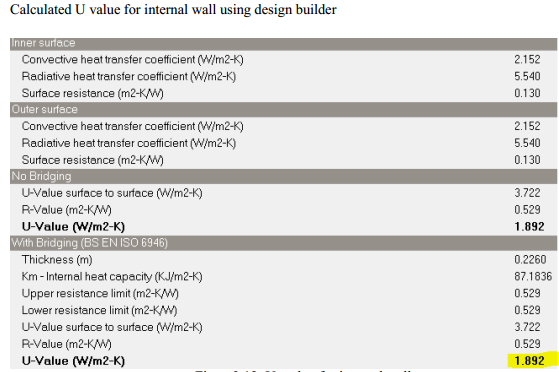 Calculated U value for internal wall using design builder
Inner surface
Convective heat transfer coefficient (W/m2-K) 2.152
Radiative heat transfer coefficient (W/m2-K) 5.540
Surface resistance (m2-K/W) 0.130
Outer surface
Convective heat transfer coefficient (W/m2-K) 2.152
Radiative heat transfer coefficient (W/m2-K) 5.540
Surface resistance (m2-K/W) 0.130
No Bridging
U-Value surface to surface (W/m2-K) 3.722
R-Value (m2-K/W) 0.529
U-Value (W/m2-K) 1.892
With Bridging (BS EN ISO 6946)
Thickness (m) 0.2260
Km - Internal heat capacity (KJ/m2-K) 87.1836
Upper resistance limit (m2-K/W) 0.529
Lower resistance limit (m2-K/W) 0.529
U-Value surface to surface (W/m2-K) 3.722
R-Value (m2-K/W) 0.529
U-Value (W/m2-K) 1.892